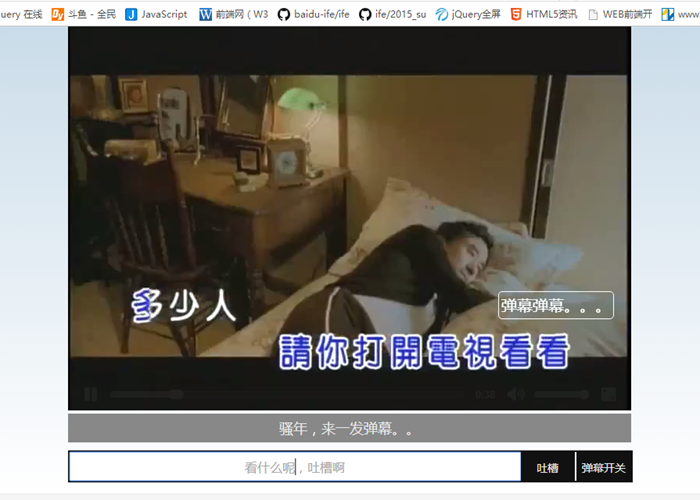 uery 在线 斗鱼 - 全民 JavaScript 前端网（W3 baidu-ife/ife ife/2015_su jQuery全屏 HTML5资讯 WEB前端开 www
弹幕弹幕。。。
多少人
請你打開電視看看
0:38
骚年，来一发弹幕。。
看什么呢，吐槽啊 吐槽 弹幕开关